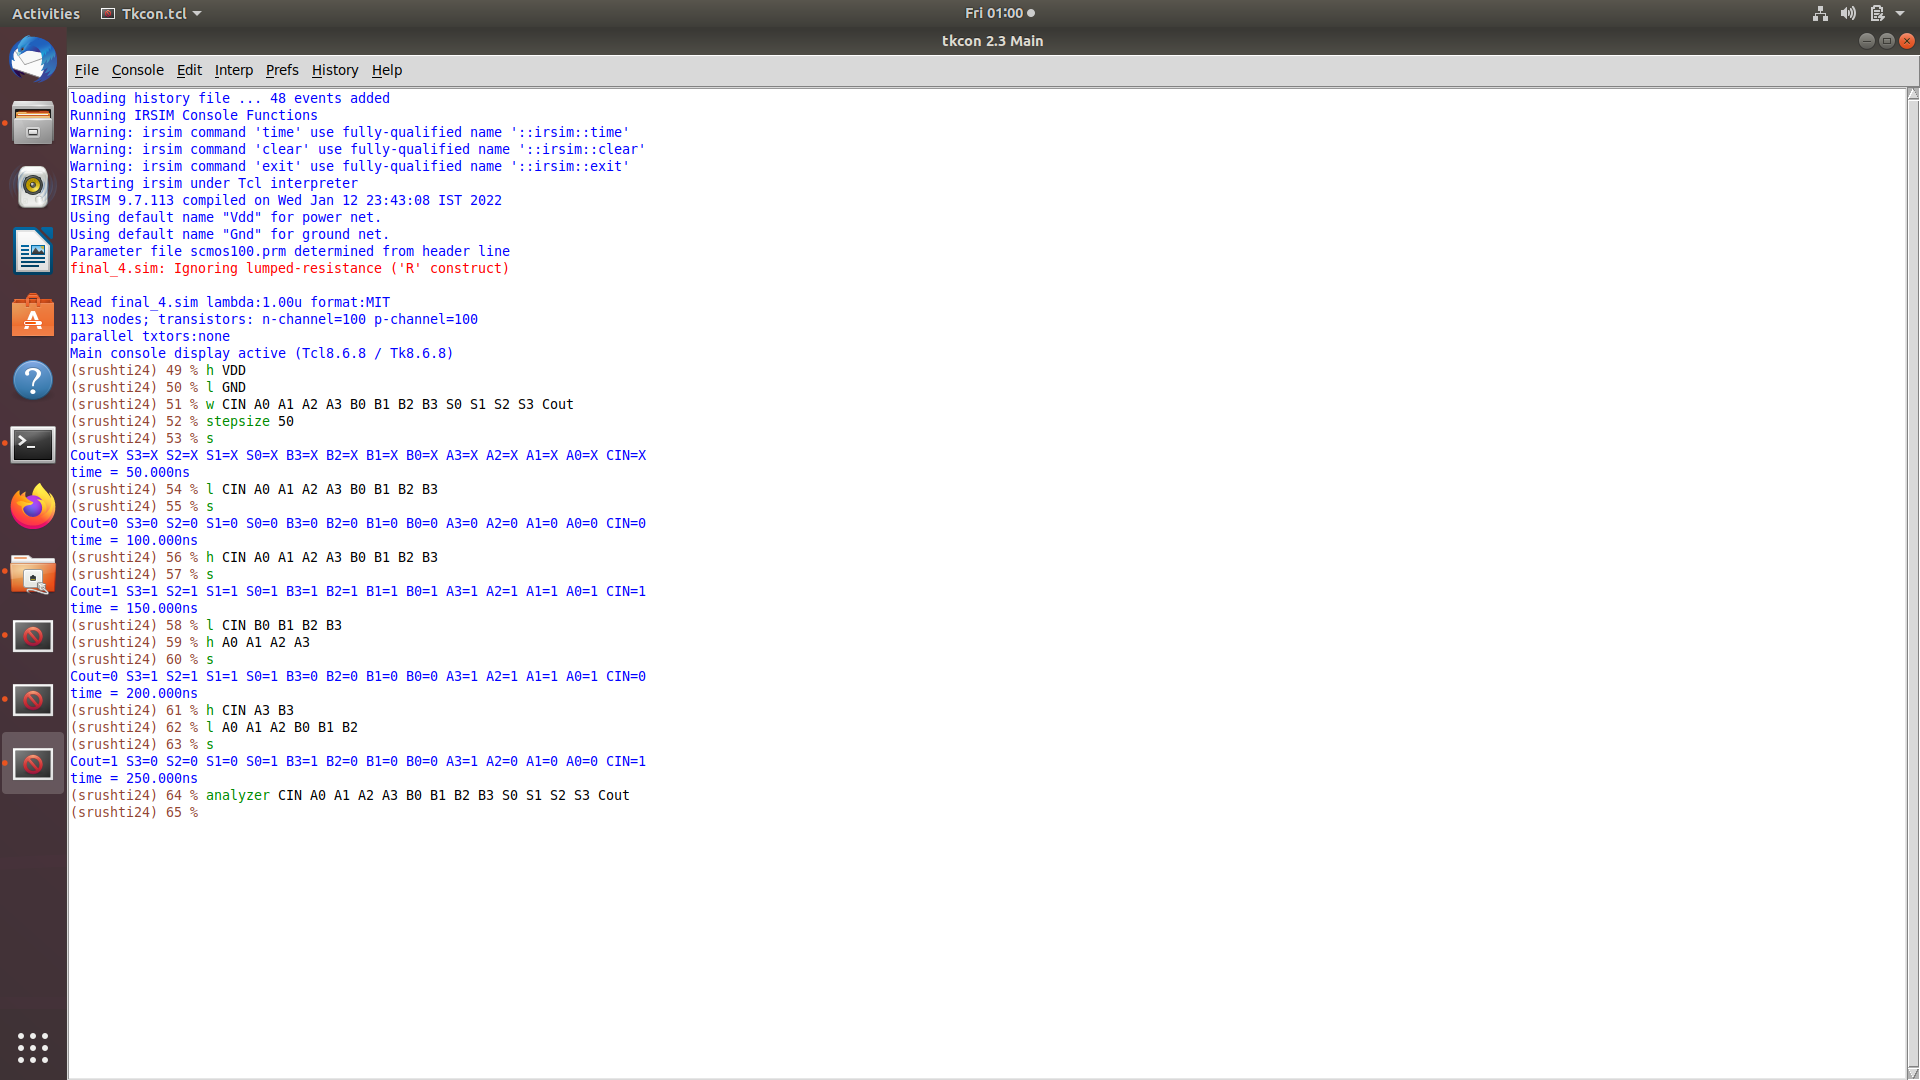 Activities Tkcon.tcl Fri 01:00
tkcon 2.3 Main
File Console Edit Interp Prefs History Help
loading history file ... 48 events added
Running IRSIM Console Functions
Warning: irsim command 'time' use fully-qualified name '::irsim::time'
Warning: irsim command 'clear' use fully-qualified name '::irsim::clear'
Warning: irsim command 'exit' use fully-qualified name '::irsim::exit'
Starting irsim under Tcl interpreter
IRSIM 9.7.113 compiled on Wed Jan 12 23:43:08 IST 2022
Using default name "Vdd" for power net.
Using default name "Gnd" for ground net.
Parameter file scmos100.prm determined from header line
final_4.sim: Ignoring lumped-resistance ('R' construct)
Read final_4.sim lambda:1.00u format:MIT
113 nodes; transistors: n-channel=100 p-channel=100
parallel txtors:none
Main console display active (Tcl8.6.8 / Tk8.6.8)
(srushti24) 49 % h VDD
(srushti24) 50 % l GND
(srushti24) 51 % w CIN A0 A1 A2 A3 B0 B1 B2 B3 S0 S1 S2 S3 Cout
(srushti24) 52 % stepsize 50
(srushti24) 53 % s
Cout=X S3=X S2=X S1=X S0=X B3=X B2=X B1=X B0=X A3=X A2=X A1=X A0=X CIN=X
time = 50.000ns
(srushti24) 54 % l CIN A0 A1 A2 A3 B0 B1 B2 B3
(srushti24) 55 % s
Cout=0 S3=0 S2=0 S1=0 S0=0 B3=0 B2=0 B1=0 B0=0 A3=0 A2=0 A1=0 A0=0 CIN=0
time = 100.000ns
(srushti24) 56 % h CIN A0 A1 A2 A3 B0 B1 B2 B3
(srushti24) 57 % s
Cout=1 S3=1 S2=1 S1=1 S0=1 B3=1 B2=1 B1=1 B0=1 A3=1 A2=1 A1=1 A0=1 CIN=1
time = 150.000ns
(srushti24) 58 % l CIN B0 B1 B2 B3
(srushti24) 59 % h A0 A1 A2 A3
(srushti24) 60 % s
Cout=0 S3=1 S2=1 S1=1 S0=1 B3=0 B2=0 B1=0 B0=0 A3=1 A2=1 A1=1 A0=1 CIN=0
time = 200.000ns
(srushti24) 61 % h CIN A3 B3
(srushti24) 62 % l A0 A1 A2 B0 B1 B2
(srushti24) 63 % s
Cout=1 S3=0 S2=0 S1=0 S0=1 B3=1 B2=0 B1=0 B0=0 A3=1 A2=0 A1=0 A0=0 CIN=1
time = 250.000ns
(srushti24) 64 % analyzer CIN A0 A1 A2 A3 B0 B1 B2 B3 S0 S1 S2 S3 Cout
(srushti24) 65 %